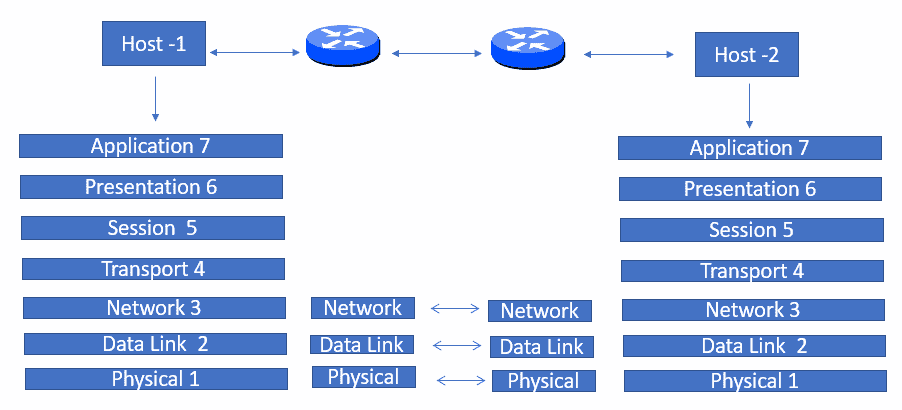 Host -1
Host -2
Application 7
Application 7
Presentation 6
Presentation 6
Session 5
Session 5
Transport 4
Transport 4
Network 3
Network
Network
Network 3
Data Link 2
Data Link
Data Link
Data Link 2
Physical 1
Physical
Physical
Physical 1